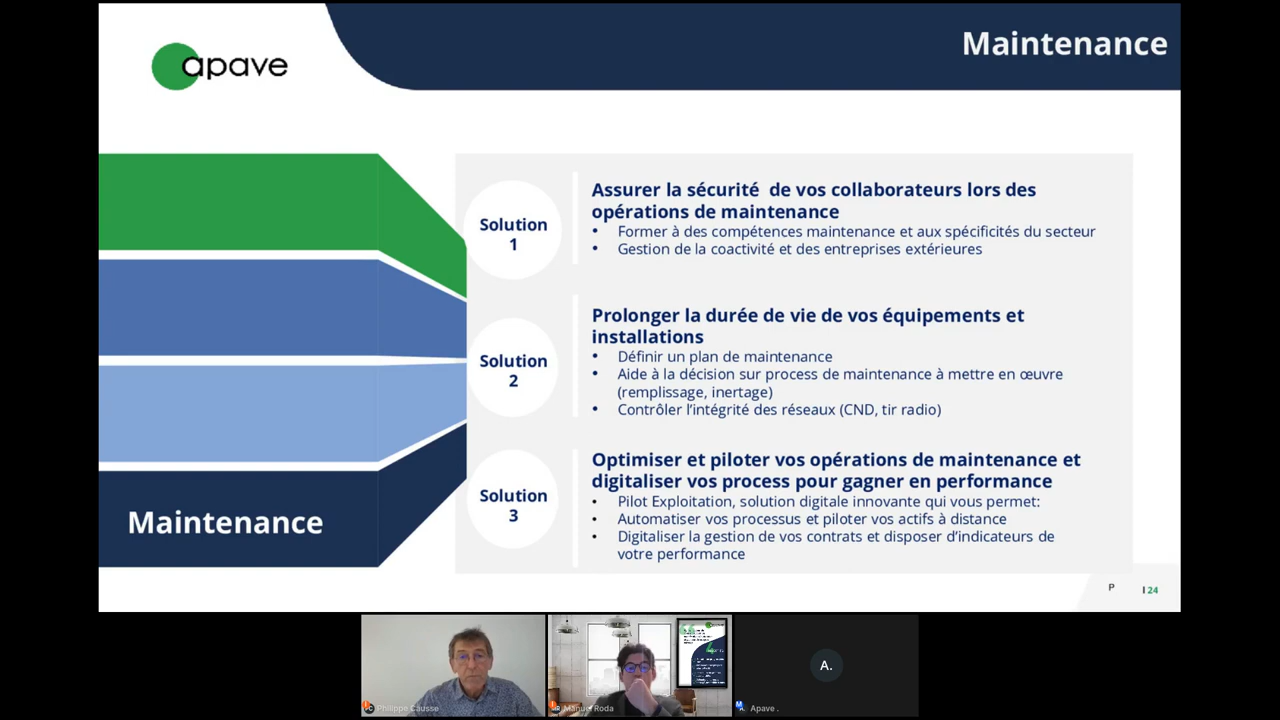 apave
Maintenance
Solution
1
Assurer la sécurité de vos collaborateurs lors des
opérations de maintenance
• Former à des compétences maintenance et aux spécificités du secteur
• Gestion de la coactivité et des entreprises extérieures
Solution
2
Prolonger la durée de vie de vos équipements et
installations
• Définir un plan de maintenance
• Aide à la décision sur process de maintenance à mettre en œuvre
(remplissage, inertage)
• Contrôler l’intégrité des réseaux (CND, tir radio)
Maintenance
Solution
3
Optimiser et piloter vos opérations de maintenance et
digitaliser vos process pour gagner en performance
• Pilot Exploitation, solution digitale innovante qui vous permet:
• Automatiser vos processus et piloter vos actifs à distance
• Digitaliser la gestion de vos contrats et disposer d’indicateurs de
votre performance
P I 24
A.
Philippe Causse
Manuel Roda
Apave .